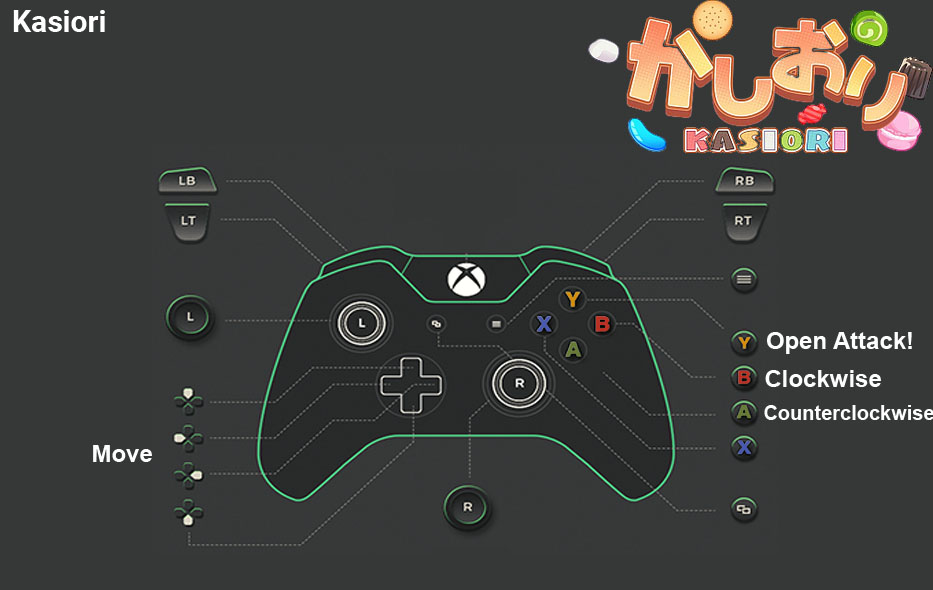 Kasiori
かしおり
KASIORI
LB
RB
LT
RT
L
L
Y
X
B
A
R
Y Open Attack!
B Clockwise
A Counterclockwise
X
Move
R